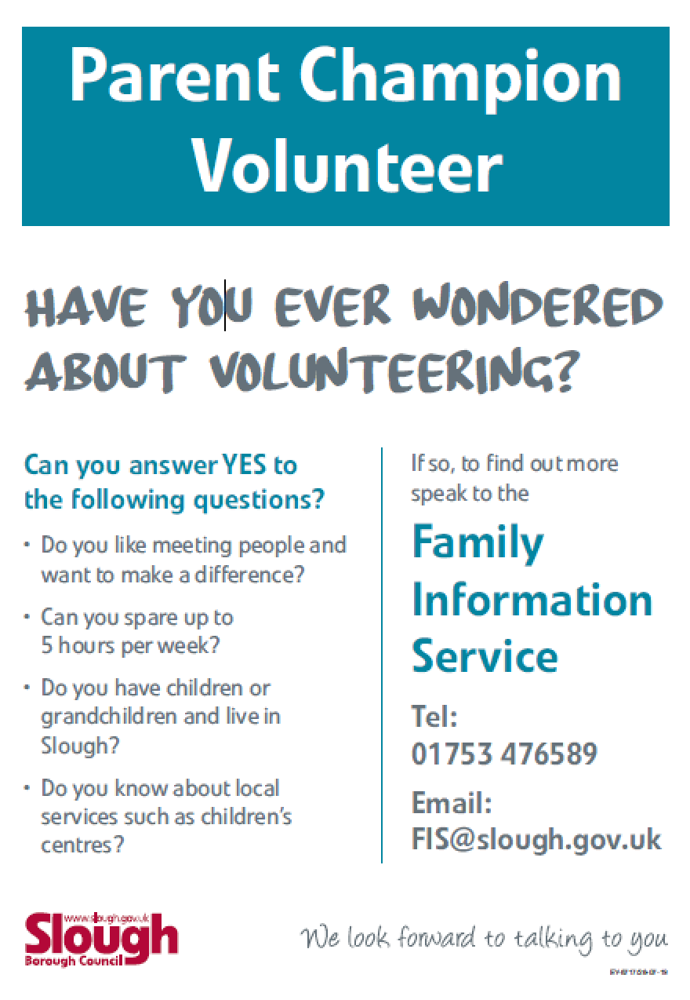 Parent Champion
Volunteer
HAVE YOU EVER WONDERED
ABOUT VOLUNTEERING?
Can you answer YES to
the following questions?
• Do you like meeting people and
want to make a difference?
• Can you spare up to
5 hours per week?
• Do you have children or
grandchildren and live in
Slough?
• Do you know about local
services such as children's
centres?
If so, to find out more
speak to the
Family
Information
Service
Tel:
01753 476589
Email:
FIS@slough.gov.uk
www.slough.gov.uk
Slough
Borough Council
We look forward to talking to you